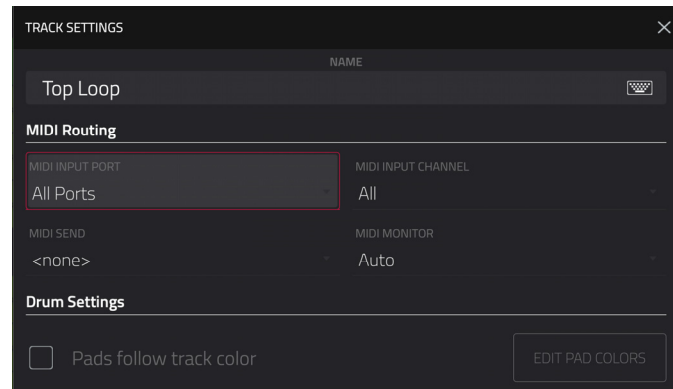 TRACK SETTINGS
NAME
Top Loop
MIDI Routing
MIDI INPUT PORT
All Ports
MIDI INPUT CHANNEL
All
MIDI SEND
<none>
MIDI MONITOR
Auto
Drum Settings
Pads follow track color
EDIT PAD COLORS